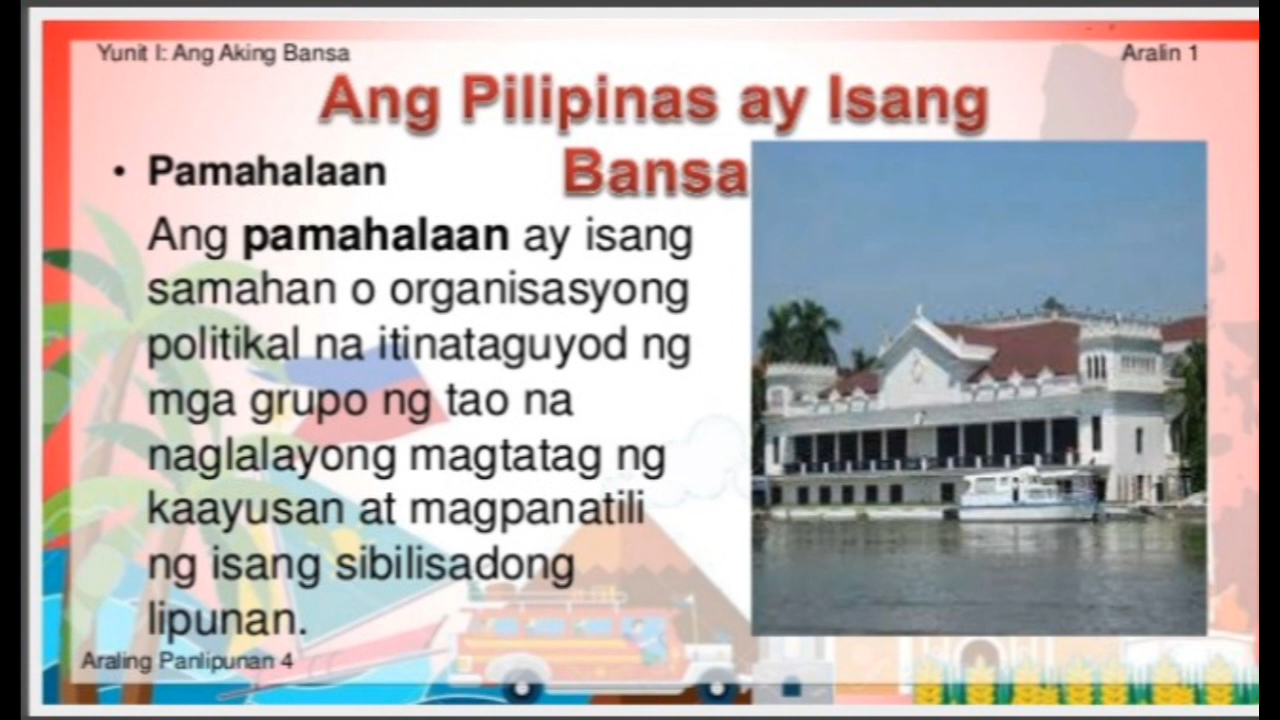 Yunit I: Ang Aking Bansa
Aralin 1
Ang Pilipinas ay Isang
Bansa
• Pamahalaan
Ang pamahalaan ay isang
samahan o organisasyong
politikal na itinataguyod ng
mga grupo ng tao na
naglalayong magtatag ng
kaayusan at magpanatili
ng isang sibilisadong
lipunan.
Araling Panlipunan 4